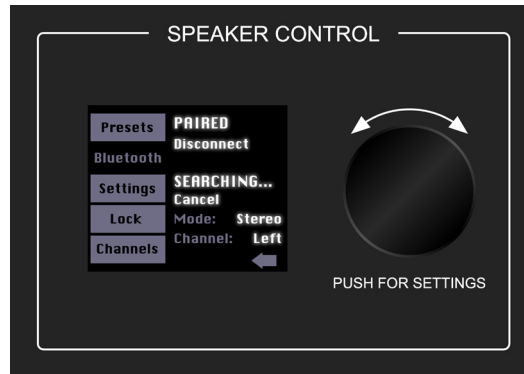 SPEAKER CONTROL
Presets
Bluetooth
Settings
Lock
Channels
PAIRED
Disconnect
SEARCHING...
Cancel
Mode: Stereo
Channel: Left
PUSH FOR SETTINGS